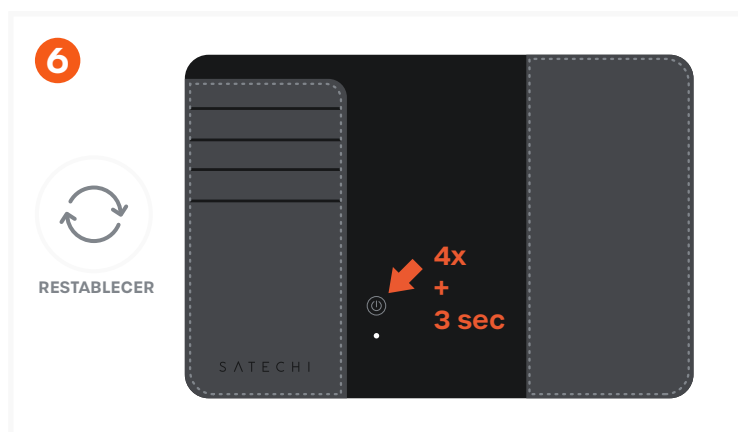 6
RESTABLECER
4x
+
3 sec
SATECHI